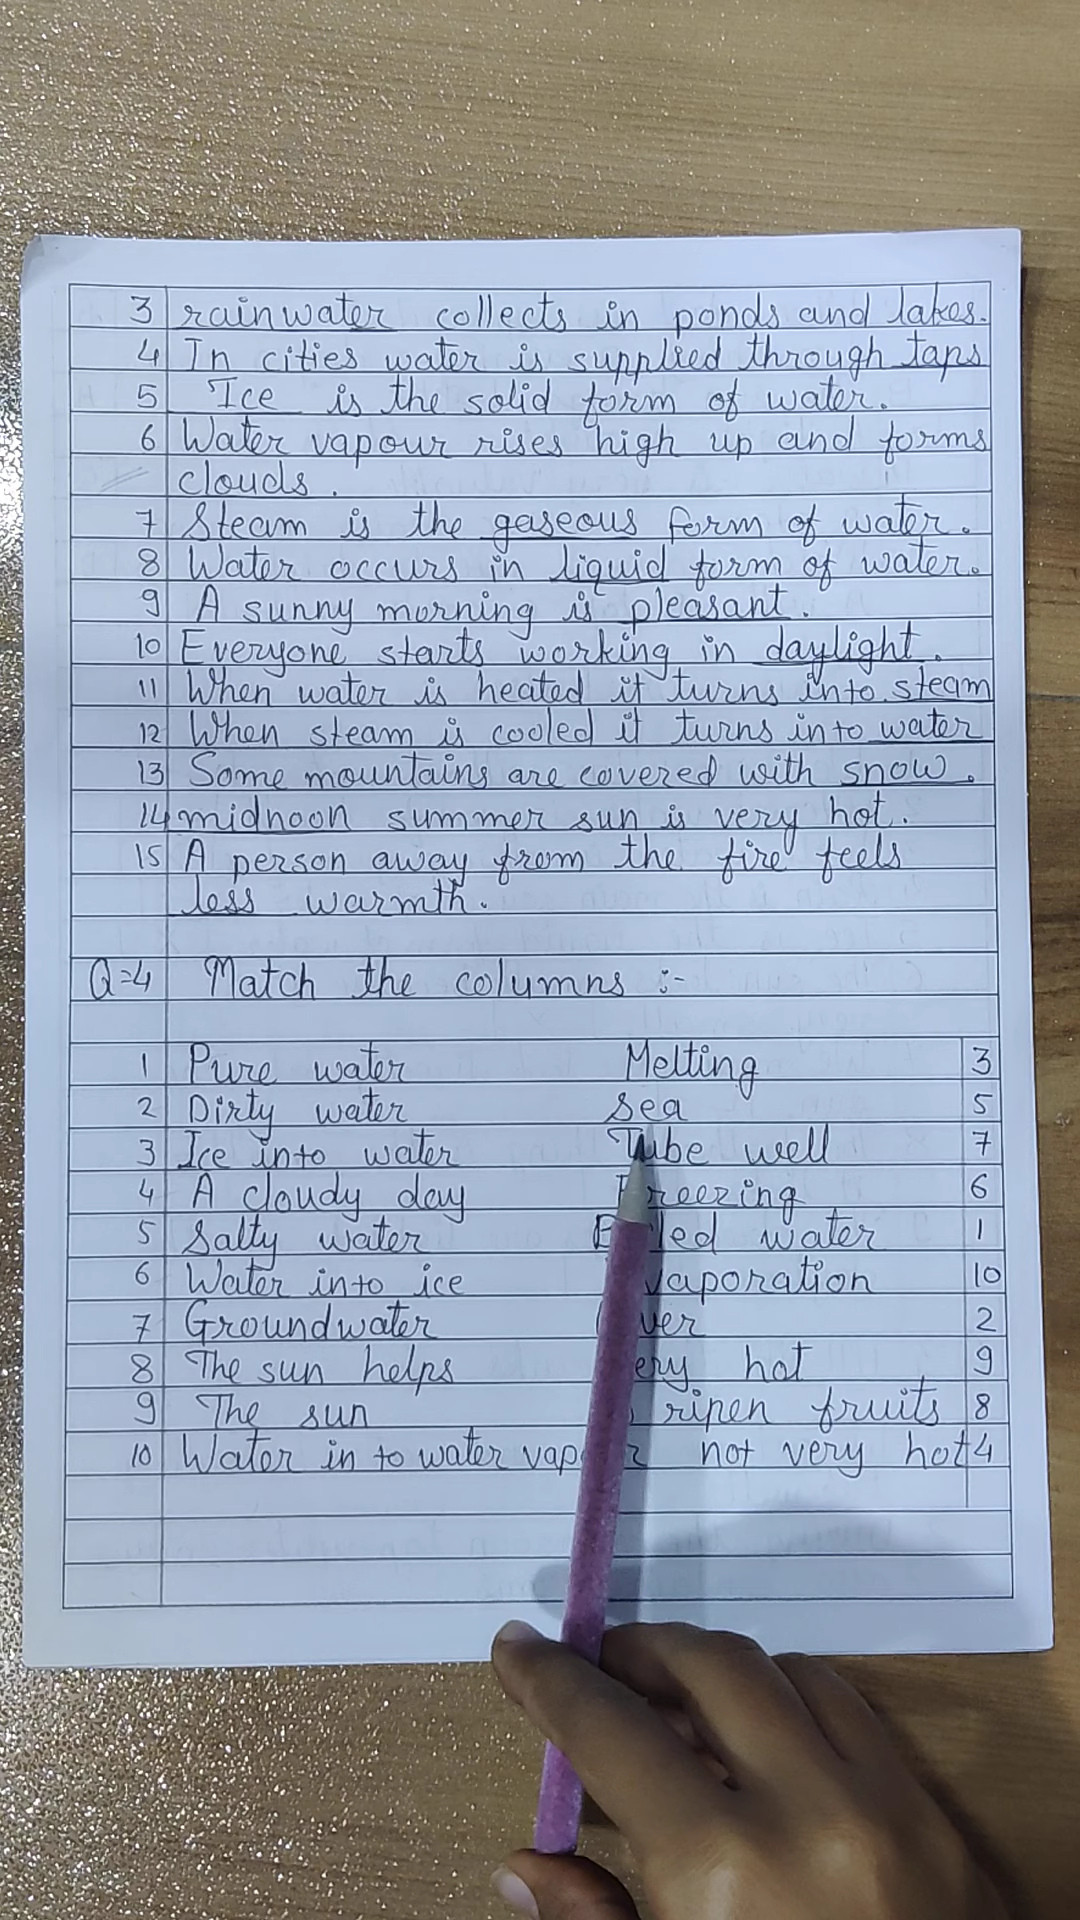 3 rainwater collects in ponds and lakes.
4 In cities water is supplied through taps
5 Ice is the solid form of water.
6 Water vapour rises high up and forms
clouds.
7 Steam is the gaseous form of water.
8 Water occurs in liquid form of water.
9 A sunny morning is pleasant.
10 Everyone starts working in daylight.
11 When water is heated it turns into steam
12 When steam is cooled it turns into water
13 Some mountains are covered with snow.
14 midnoon summer sun is very hot.
15 A person away from the fire feels
less warmth.
Q=4 Match the columns :-
1 Pure water Melting 3
2 Dirty water Sea 5
3 Ice into water Tube well 7
4 A cloudy day Freezing 6
5 Salty water water 1
6 Water into ice vaporation 10
7 Groundwater 2
8 The sun helps hot 9
9 The sun ripen fruits 8
10 Water in to water not very hot 4